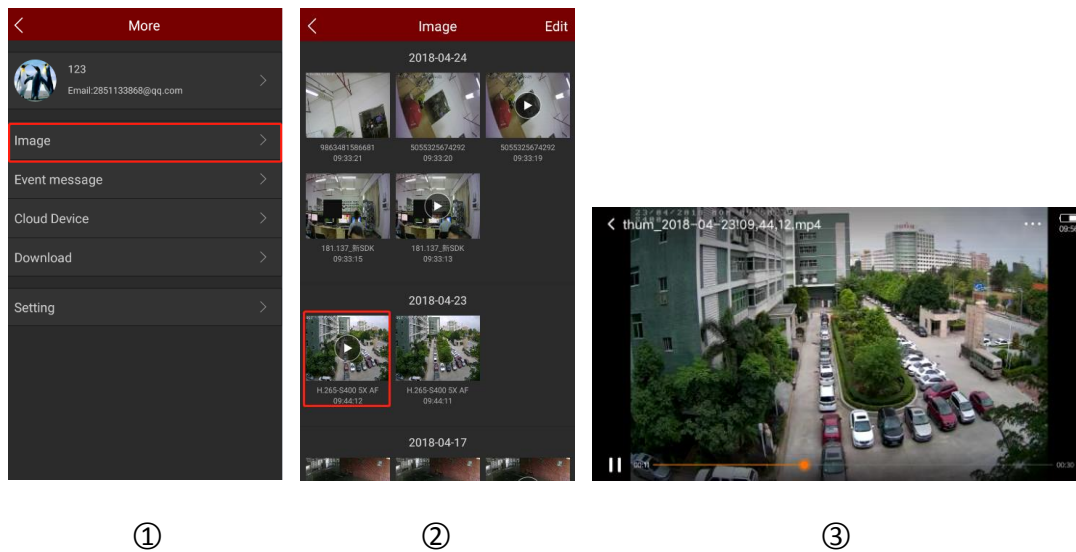 More
123
Email:2851133868@qq.com
Image
Event message
Cloud Device
Download
Setting
①
Image
Edit
2018-04-24
9863481586681
09:33:21
5055325674292
09:33:20
5055325674292
09:33:19
181.137_新SDK
09:33:15
181.137_新SDK
09:33:13
2018-04-23
H.265-S400 5X AF
09:44:12
H.265-S400 5X AF
09:44:11
2018-04-17
②
thum_2018-04-23!09,44,12.mp4
00:11
00:30
③